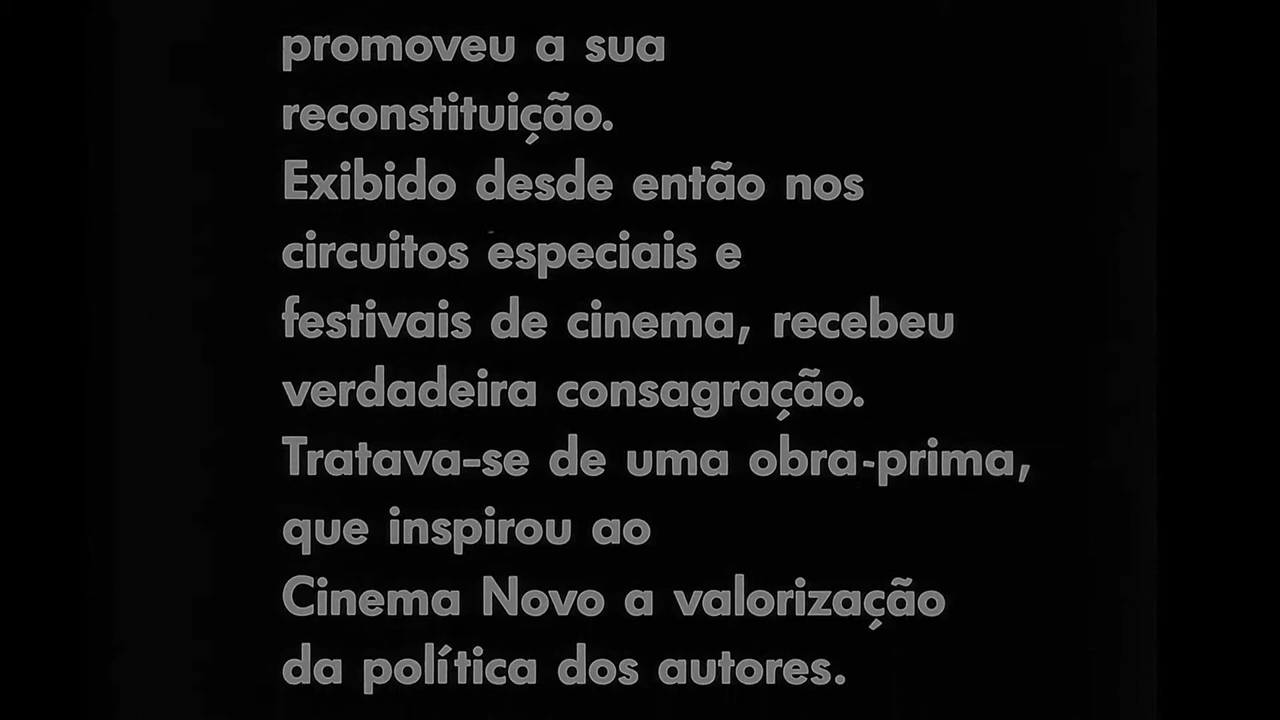 promoveu a sua
reconstituição.
Exibido desde então nos
circuitos especiais e
festivais de cinema, recebeu
verdadeira consagração.
Tratava-se de uma obra-prima,
que inspirou ao
Cinema Novo a valorização
da política dos autores.